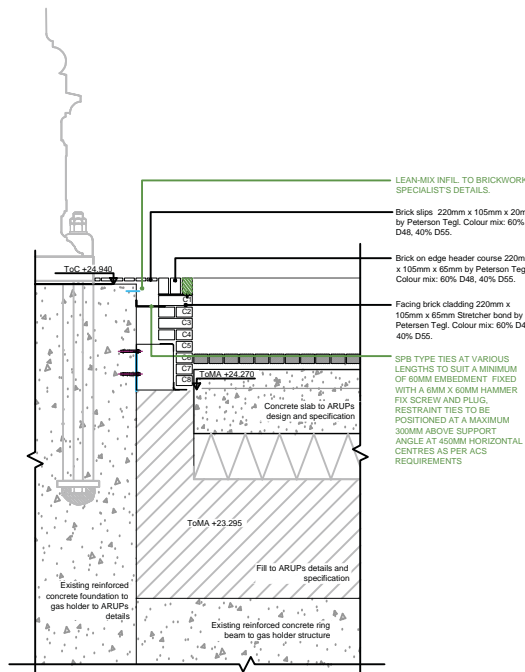 LEAN-MIX INFIL. TO BRICKWORK
SPECIALIST'S DETAILS.
Brick slips 220mm x 105mm x 20m
by Peterson Tegl. Colour mix: 60%
D48, 40% D55.
ToC +24.940
Brick on edge header course 220m
x 105mm x 65mm by Peterson Teg
Colour mix: 60% D48, 40% D55.
Facing brick cladding 220mm x
105mm x 65mm Stretcher bond by
Petersen Tegl. Colour mix: 60% D4
40% D55.
C2
C3
C4
C5
C6
C7
C8
SPB TYPE TIES AT VARIOUS
LENGTHS TO SUIT A MINIMUM
OF 60MM EMBEDMENT FIXED
WITH A 6MM X 60MM HAMMER
FIX SCREW AND PLUG,
RESTRAINT TIES TO BE
POSITIONED AT A MAXIMUM
300MM ABOVE SUPPORT
ANGLE AT 450MM HORIZONTAL
CENTRES AS PER ACS
REQUIREMENTS
ToMA +24.270
Concrete slab to ARUPs
design and specification
ToMA +23.295
Fill to ARUPs details and
specification
Existing reinforced
concrete foundation to
gas holder to ARUPs
details
Existing reinforced concrete ring
beam to gas holder structure